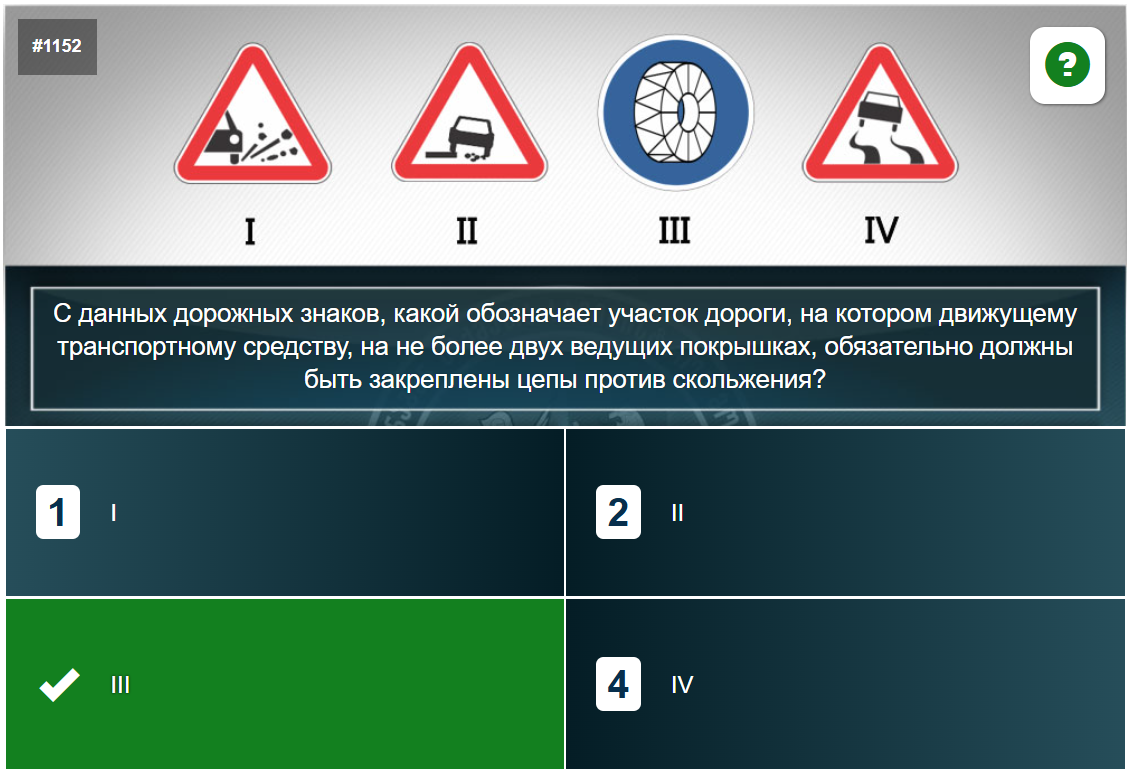 #1152
?
I
II
III
IV
С данных дорожных знаков, какой обозначает участок дороги, на котором движущему
транспортному средству, на не более двух ведущих покрышках, обязательно должны
быть закреплены цепы против скольжения?
1 I
2 II
III
4 IV